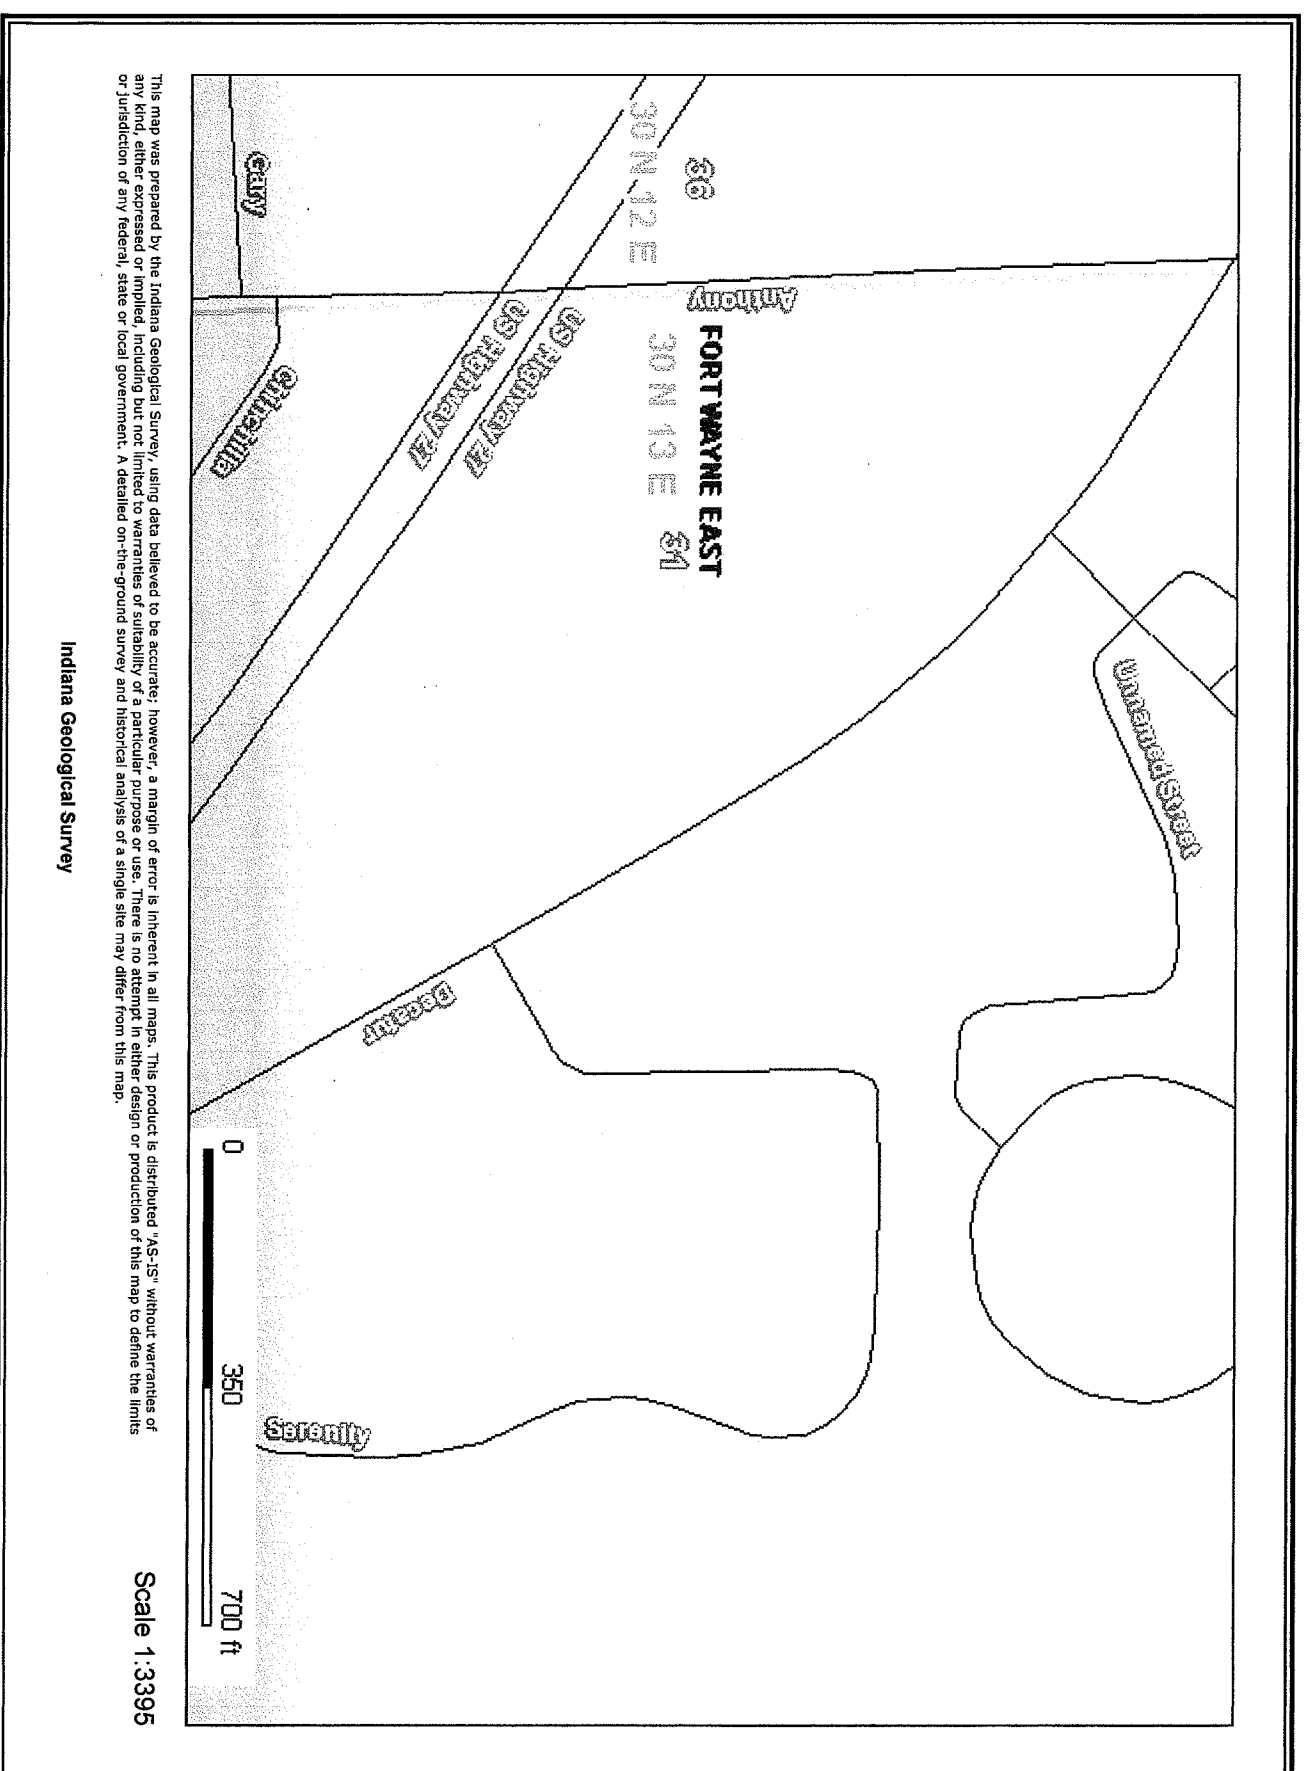 Unnamed Street
Anthony
36
FORT WAYNE EAST
30 N 12 E
30 N 13 E
31
US Highway 27
US Highway 27
Decatur
Gary
Chinchilla
Serenity
0 350 700 ft
This map was prepared by the Indiana Geological Survey, using data believed to be accurate; however, a margin of error is inherent in all maps. This product is distributed "AS-IS" without warranties of
any kind, either expressed or implied, including but not limited to warranties of suitability of a particular purpose or use. There is no attempt in either design or production of this map to define the limits
or jurisdiction of any federal, state or local government. A detailed on-the-ground survey and historical analysis of a single site may differ from this map.
Scale 1:3395
Indiana Geological Survey